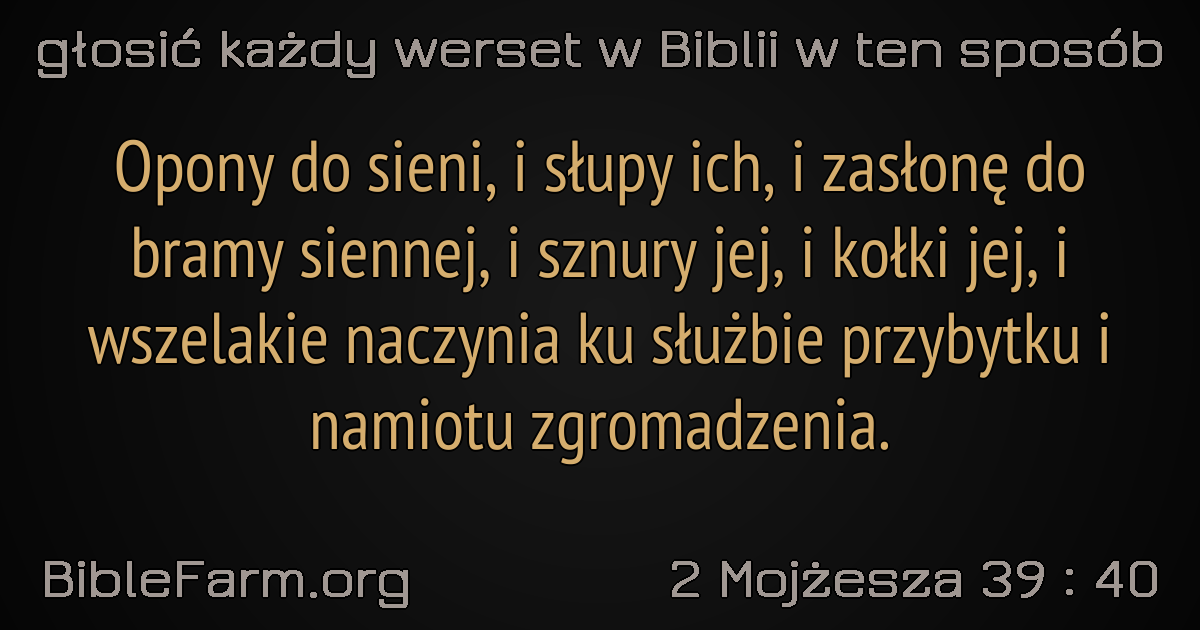 głosić każdy werset w Biblii w ten sposób
Opony do sieni, i słupy ich, i zasłonę do
bramy siennej, i sznury jej, i kołki jej, i
wszelakie naczynia ku służbie przybytku i
namiotu zgromadzenia.
BibleFarm.org
2 Mojżesza 39 : 40